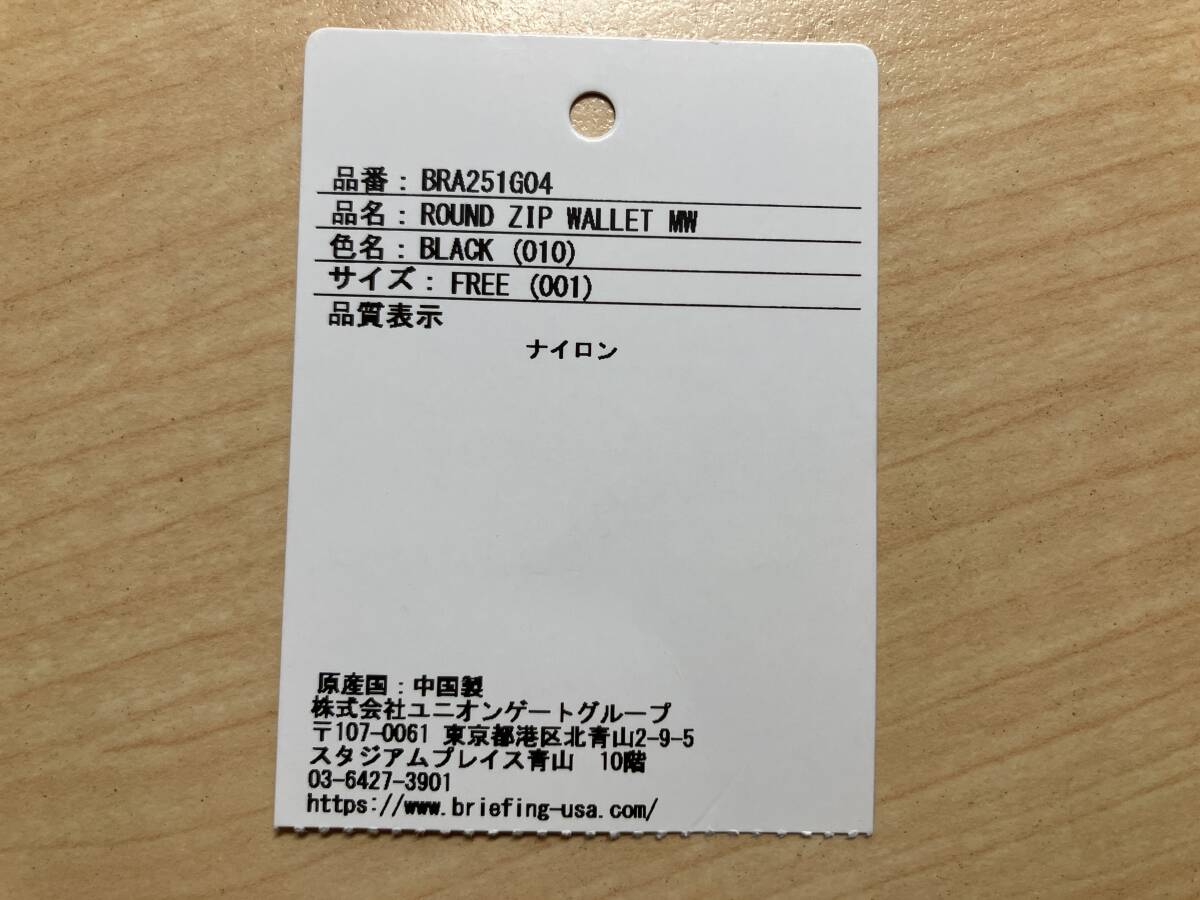 品番：BRA251G04
品名：ROUND ZIP WALLET MW
色名：BLACK (010)
サイズ：FREE (001)
品質表示
ナイロン
原産国：中国製
株式会社ユニオンゲートグループ
〒107-0061 東京都港区北青山2-9-5
スタジアムプレイス青山　10階
03-6427-3901
https://www.briefing-usa.com/